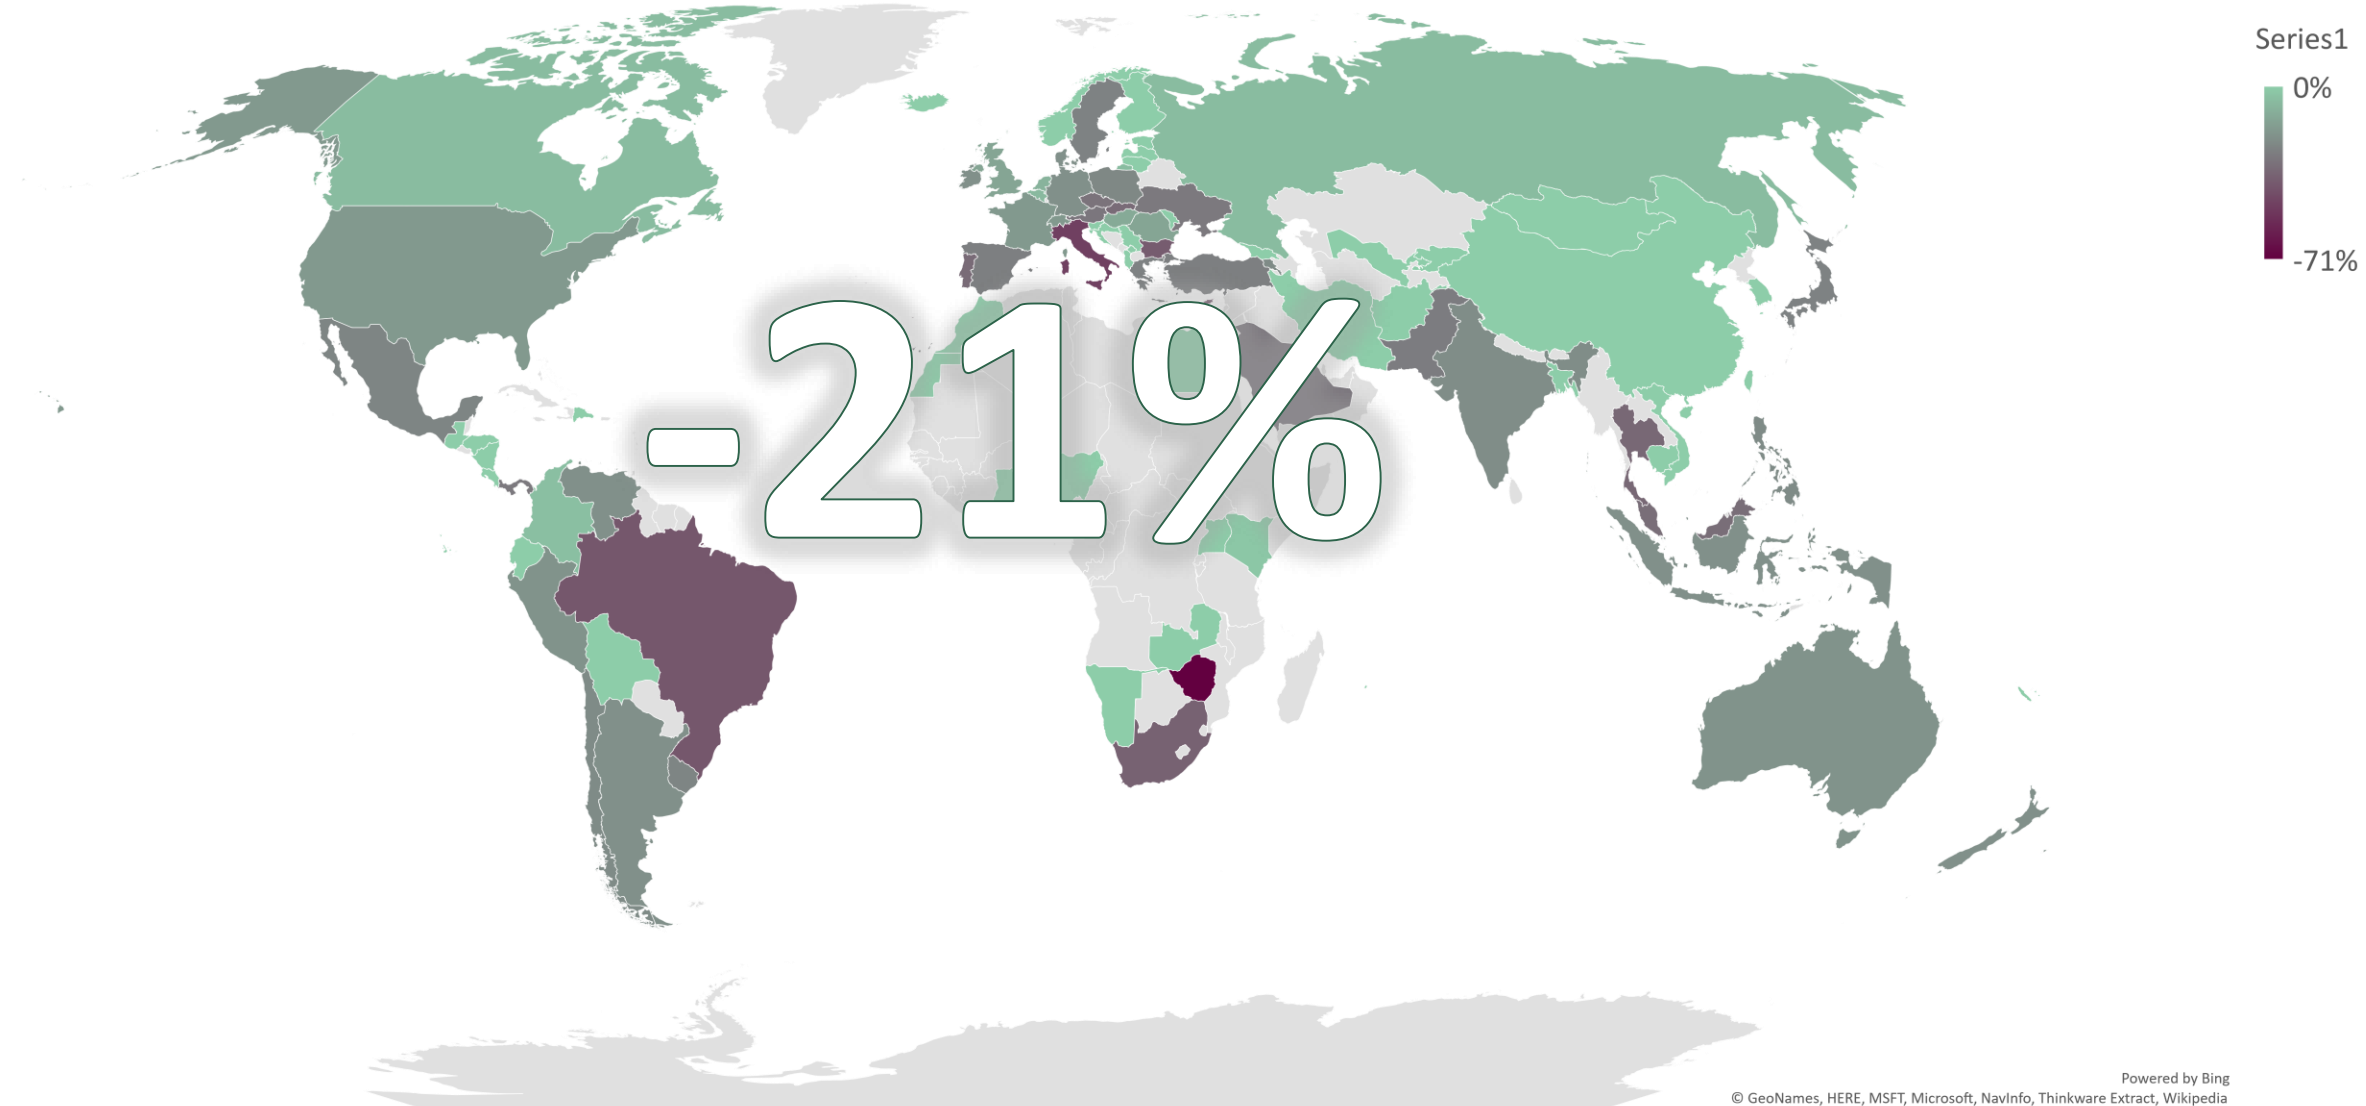 Series1
0%
-71%
-21%
Powered by Bing
© GeoNames, HERE, MSFT, Microsoft, NavInfo, Thinkware Extract, Wikipedia